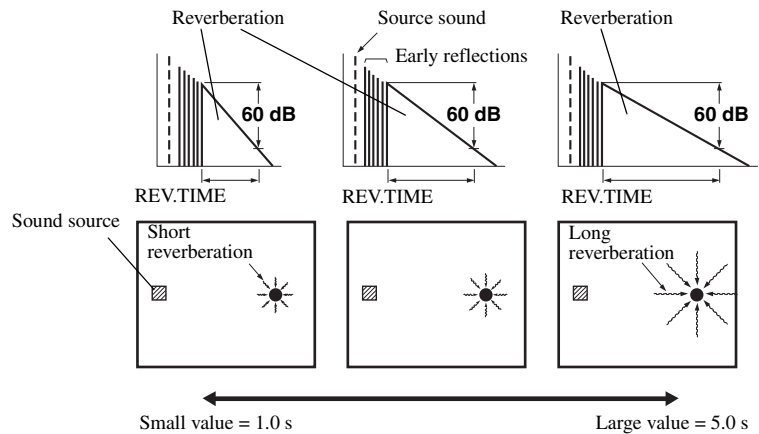 Reverberation
Source sound
Reverberation
Early reflections
60 dB
60 dB
60 dB
REV.TIME
REV.TIME
REV.TIME
Sound source
Short
reverberation
Long
reverberation
Small value = 1.0 s
Large value = 5.0 s